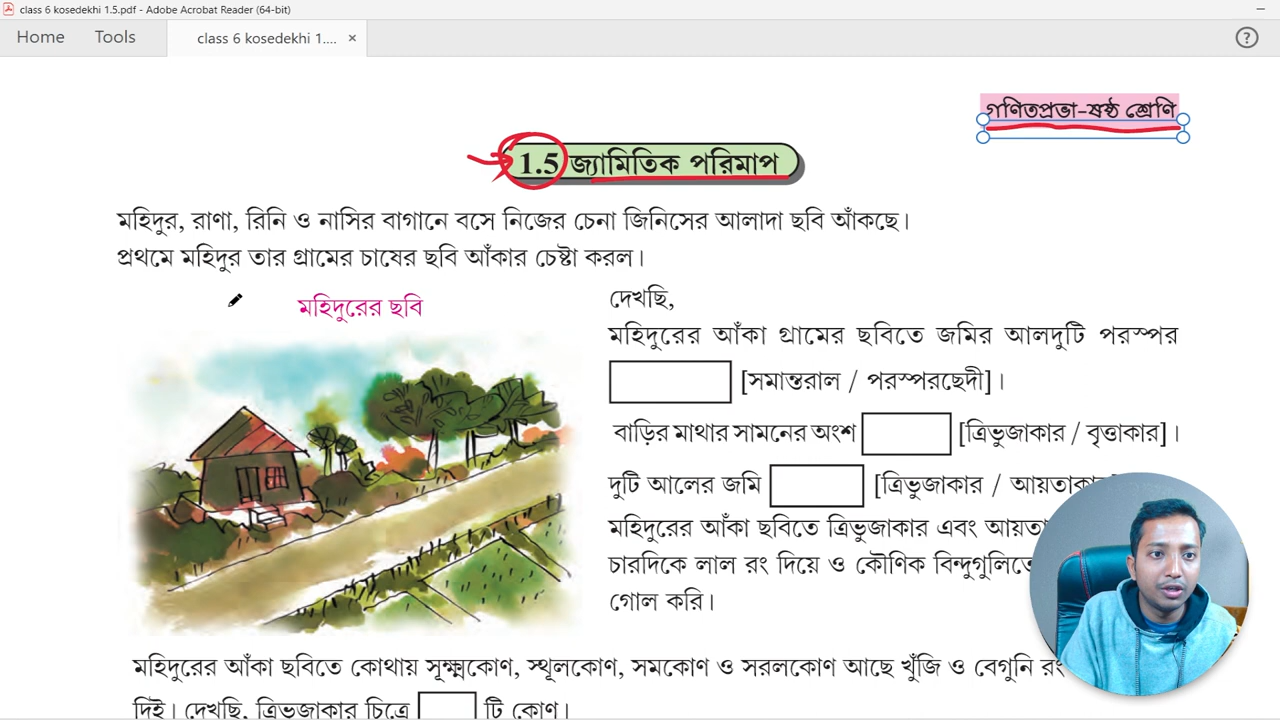 class 6 kosedekhi 1.5.pdf - Adobe Acrobat Reader (64-bit)
Home Tools class 6 kosedekhi 1.... × ?
গণিতপ্রভা-ষষ্ঠ শ্রেণি
1.5 জ্যামিতিক পরিমাপ
মহিদুর, রাণা, রিনি ও নাসির বাগানে বসে নিজের চেনা জিনিসের আলাদা ছবি আঁকছে।
প্রথমে মহিদুর তার গ্রামের চাষের ছবি আঁকার চেষ্টা করল।
মহিদুরের ছবি
দেখছি,
মহিদুরের আঁকা গ্রামের ছবিতে জমির আলদুটি পরস্পর
[সমান্তরাল / পরস্পরছেদী]।
বাড়ির মাথার সামনের অংশ [ত্রিভুজাকার / বৃত্তাকার]।
দুটি আলের জমি [ত্রিভুজাকার /
মহিদুরের আঁকা ছবিতে ত্রিভুজাকার এবং
চারদিকে লাল রং দিয়ে ও কৌণিক
গোল করি।
মহিদুরের আঁকা ছবিতে কোথায় সূক্ষ্মকোণ, স্থূলকোণ, সমকোণ ও সরলকোণ আছে খুঁজি ও বেগুনি
দিই। দেখছি, ত্রিভুজাকার চিত্রে টি কোণ।